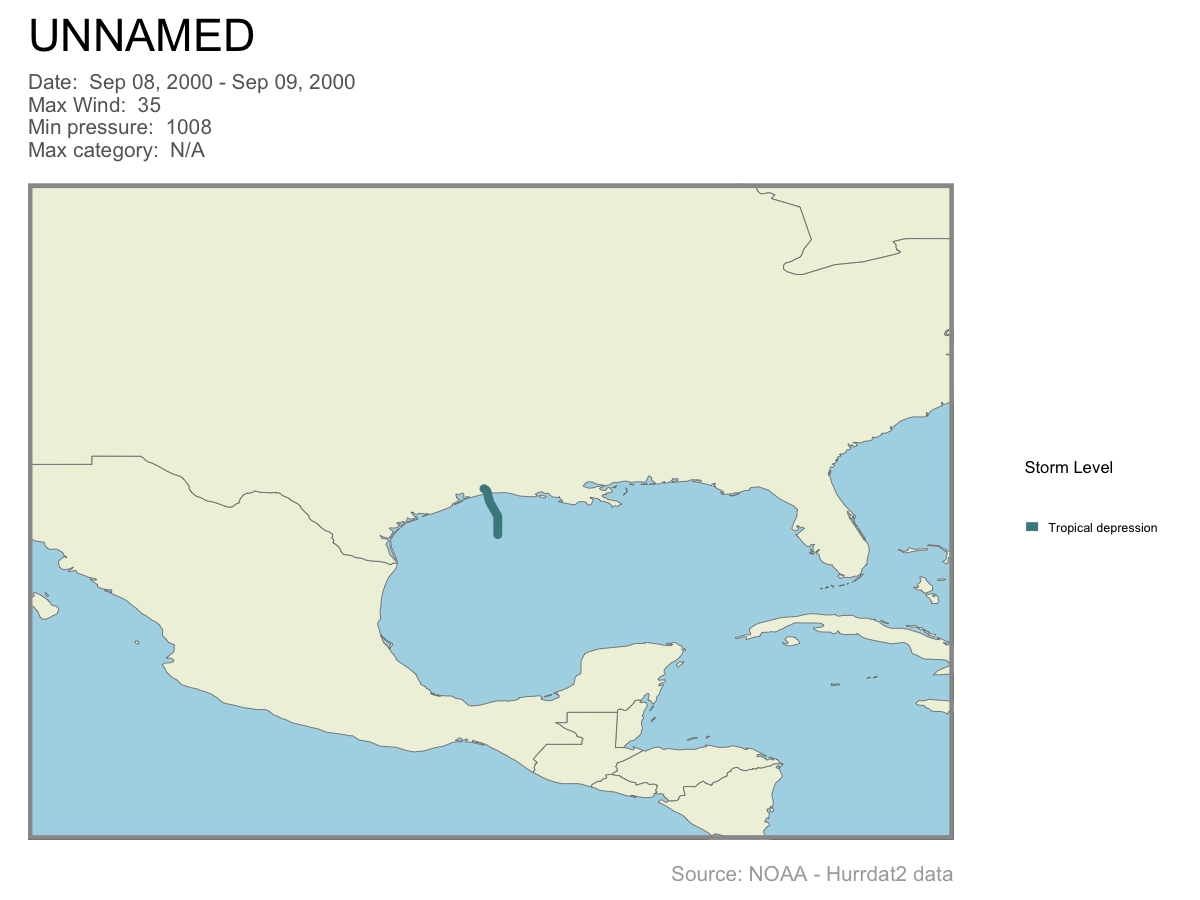 UNNAMED
Date:  Sep 08, 2000 - Sep 09, 2000
Max Wind:  35
Min pressure:  1008
Max category:  N/A
Storm Level
Tropical depression
Source: NOAA - Hurrdat2 data